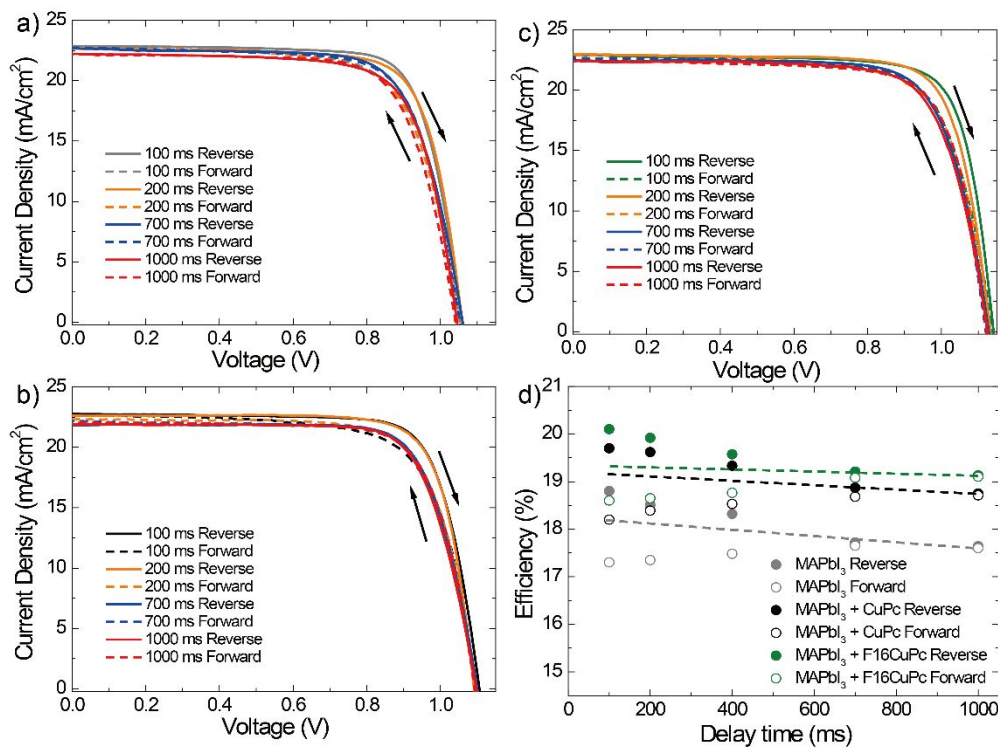 a)
Current Density (mA/cm²)
25
20
15
10
5
0
100 ms Reverse
100 ms Forward
200 ms Reverse
200 ms Forward
700 ms Reverse
700 ms Forward
1000 ms Reverse
1000 ms Forward
0.0 0.2 0.4 0.6 0.8 1.0
Voltage (V)
c)
Current Density (mA/cm²)
25
20
15
10
5
0
100 ms Reverse
100 ms Forward
200 ms Reverse
200 ms Forward
700 ms Reverse
700 ms Forward
1000 ms Reverse
1000 ms Forward
0.0 0.2 0.4 0.6 0.8 1.0
Voltage (V)
b)
Current Density (mA/cm²)
25
20
15
10
5
0
100 ms Reverse
100 ms Forward
200 ms Reverse
200 ms Forward
700 ms Reverse
700 ms Forward
1000 ms Reverse
1000 ms Forward
0.0 0.2 0.4 0.6 0.8 1.0
Voltage (V)
d)
Efficiency (%)
21
20
19
18
17
16
15
MAPbI₃ Reverse
MAPbI₃ Forward
MAPbI₃ + CuPc Reverse
MAPbI₃ + CuPc Forward
MAPbI₃ + F16CuPc Reverse
MAPbI₃ + F16CuPc Forward
0 200 400 600 800 1000
Delay time (ms)